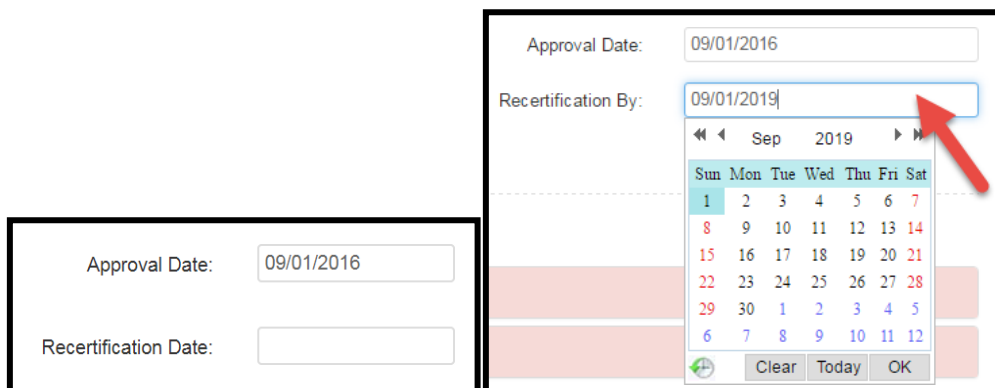 Approval Date: 09/01/2016
Recertification Date:
Approval Date: 09/01/2016
Recertification By: 09/01/2019
Sep 2019
Sun Mon Tue Wed Thu Fri Sat
1 2 3 4 5 6 7
8 9 10 11 12 13 14
15 16 17 18 19 20 21
22 23 24 25 26 27 28
29 30 1 2 3 4 5
6 7 8 9 10 11 12
Clear Today OK